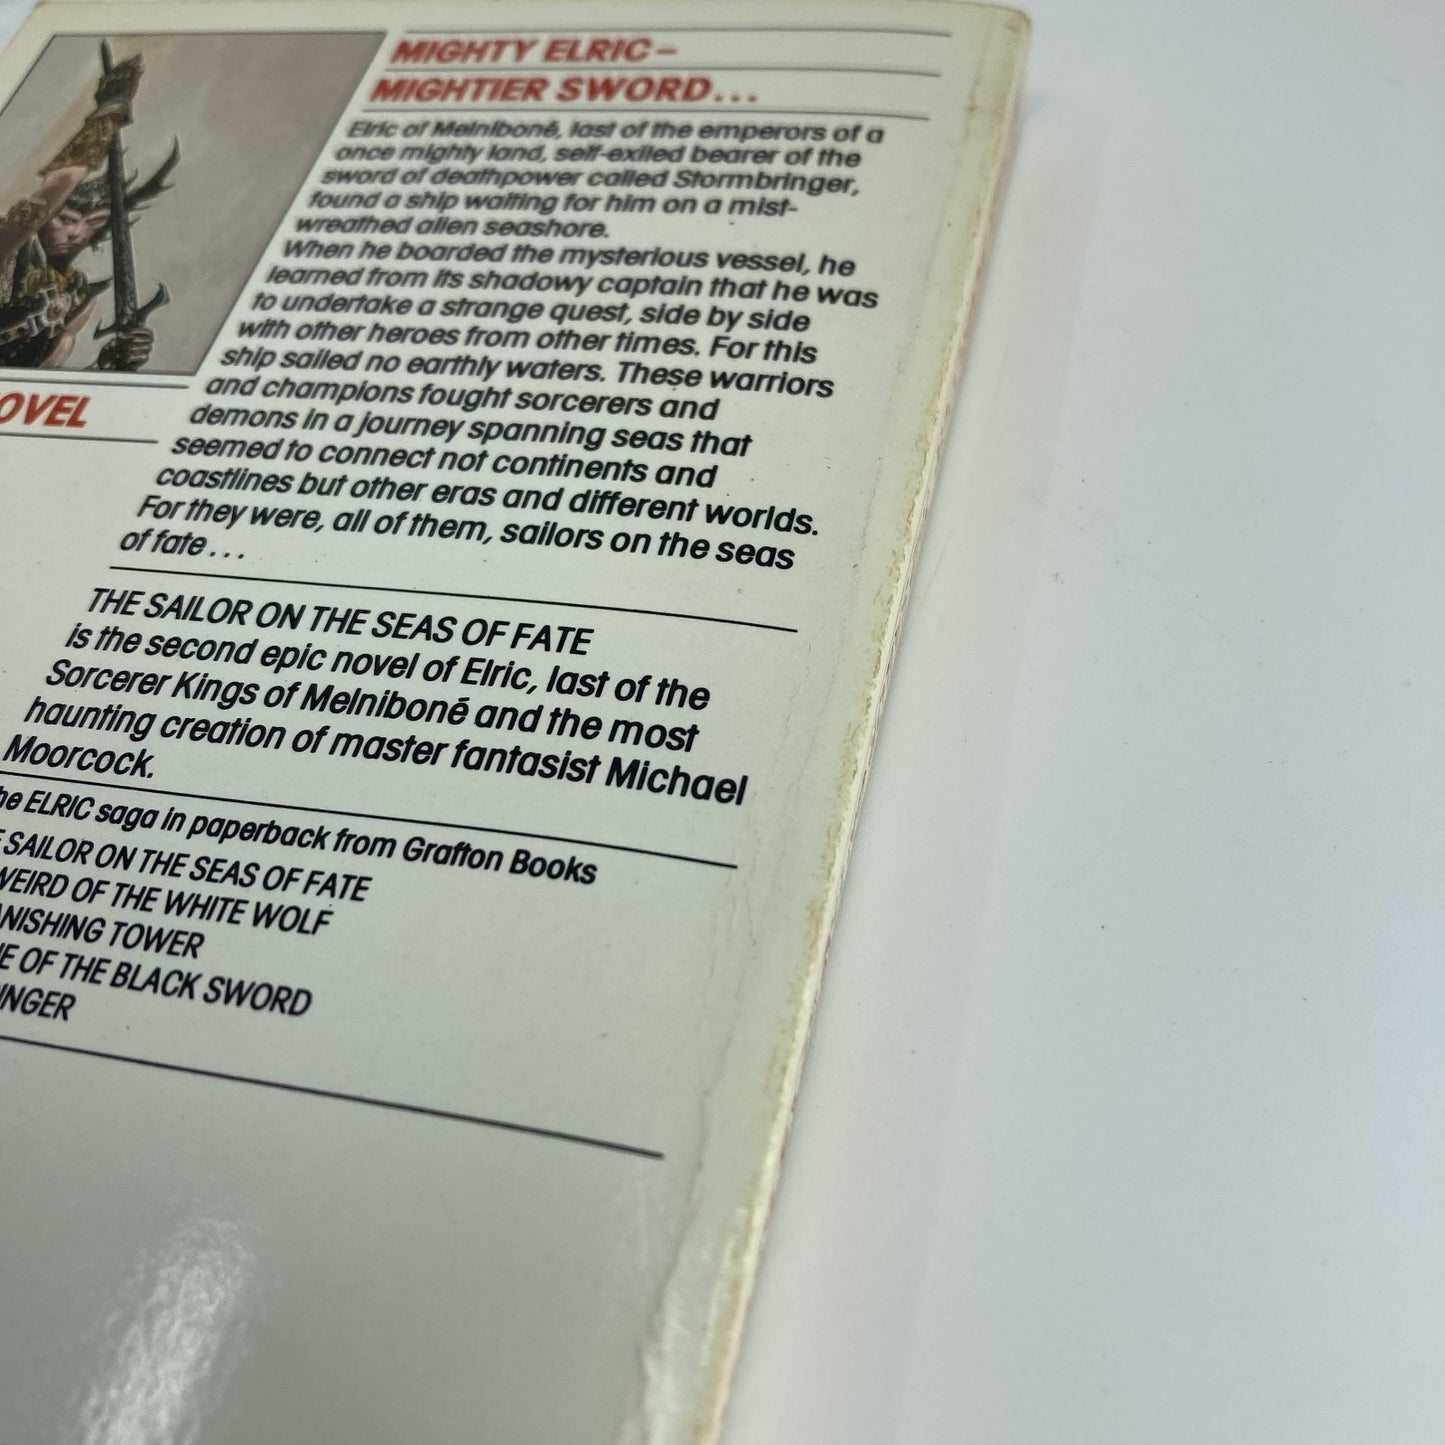 MIGHTY ELRIC–
MIGHTIER SWORD...
Elric of Melniboné, last of the emperors of a
once mighty land, self-exiled bearer of the
sword of deathpower called Stormbringer,
found a ship waiting for him on a mist-
wreathed alien seashore.
When he boarded the mysterious vessel, he
learned from its shadowy captain that he was
to undertake a strange quest, side by side
with other heroes from other times. For this
ship sailed no earthly waters. These warriors
and champions fought sorcerers and
demons in a journey spanning seas that
seemed to connect not continents and
coastlines but other eras and different worlds.
For they were, all of them, sailors on the seas
of fate...
OVEL
THE SAILOR ON THE SEAS OF FATE
is the second epic novel of Elric, last of the
Sorcerer Kings of Melniboné and the most
haunting creation of master fantasist Michael
Moorcock.
he ELRIC saga in paperback from Grafton Books
E SAILOR ON THE SEAS OF FATE
WEIRD OF THE WHITE WOLF
ANISHING TOWER
E OF THE BLACK SWORD
INGER